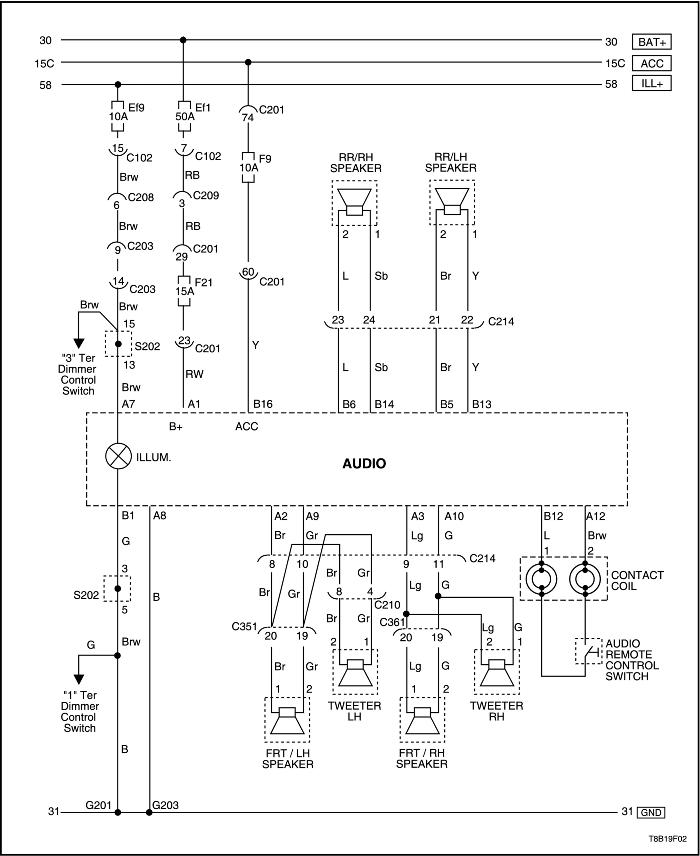 30 30 BAT+
15C 15C ACC
58 58 ILL+
Ef9 Ef1 C201
10A 50A 74
15 C102 7 C102 F9
10A
RR/RH SPEAKER
RR/LH SPEAKER
Brw RB
6 C208 3 C209
2 1 2 1
Brw RB
9 C203 29 C201
L Sb Br Y
14 C203 F21 60 C201
15A
Brw Brw
15
23 24 21 22 C214
S202 23 C201 Y
"3" Ter
Dimmer
Control
Switch
13
L Sb Br Y
Brw RW
A7 A1 B16 B6 B14 B5 B13
B+ ACC
ILLUM.
AUDIO
B1 A8 A2 A9 A3 A10 B12 A12
G Br Gr Lg G L Brw
1 2
8 10 9 11 C214
3
S202
5
B
Br Gr Br Gr Lg G
8 4 C210
CONTACT
COIL
C351 C361
20 19 Br Gr 20 19 Lg G
2 1 2 1
G Brw
Br Gr Lg G
AUDIO
REMOTE
CONTROL
SWITCH
1 2 1 2
"1" Ter
Dimmer
Control
Switch
TWEETER
LH
TWEETER
RH
B
FRT / LH
SPEAKER
FRT / RH
SPEAKER
31 G201 G203 31 GND
T8B19F02